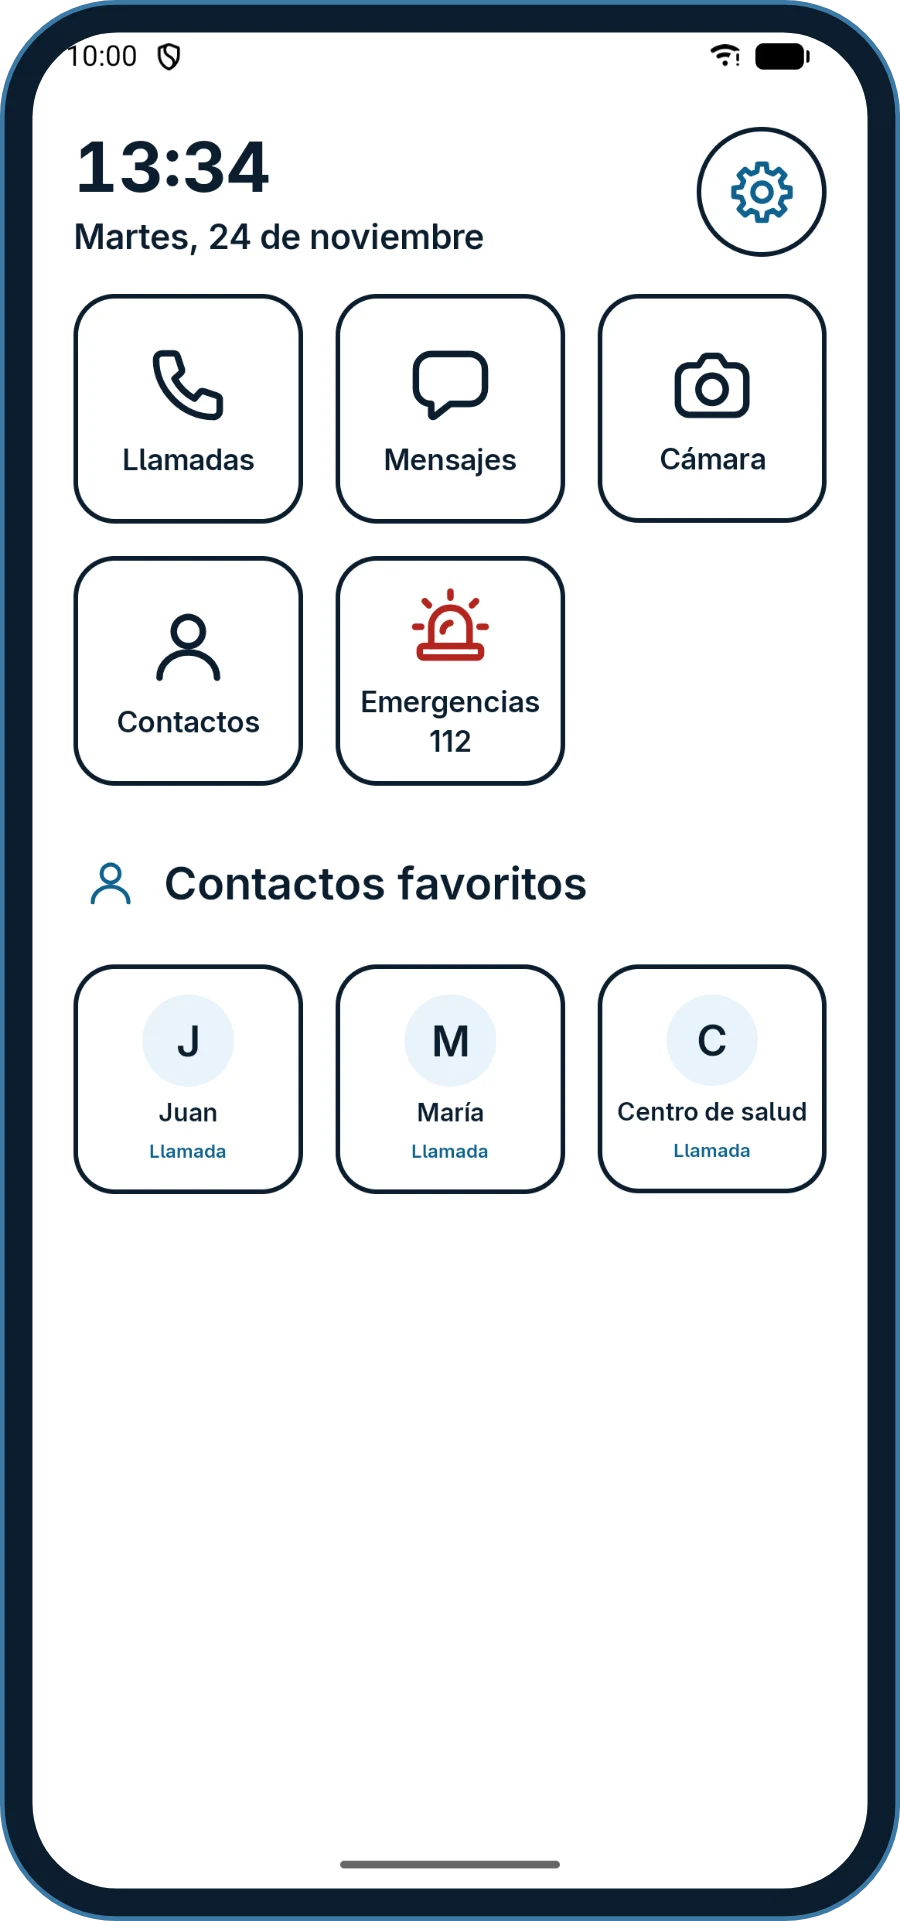 10:00
13:34
Martes, 24 de noviembre
Llamadas
Mensajes
Cámara
Contactos
Emergencias
112
Contactos favoritos
J
M
C
Juan
María
Centro de salud
Llamada
Llamada
Llamada